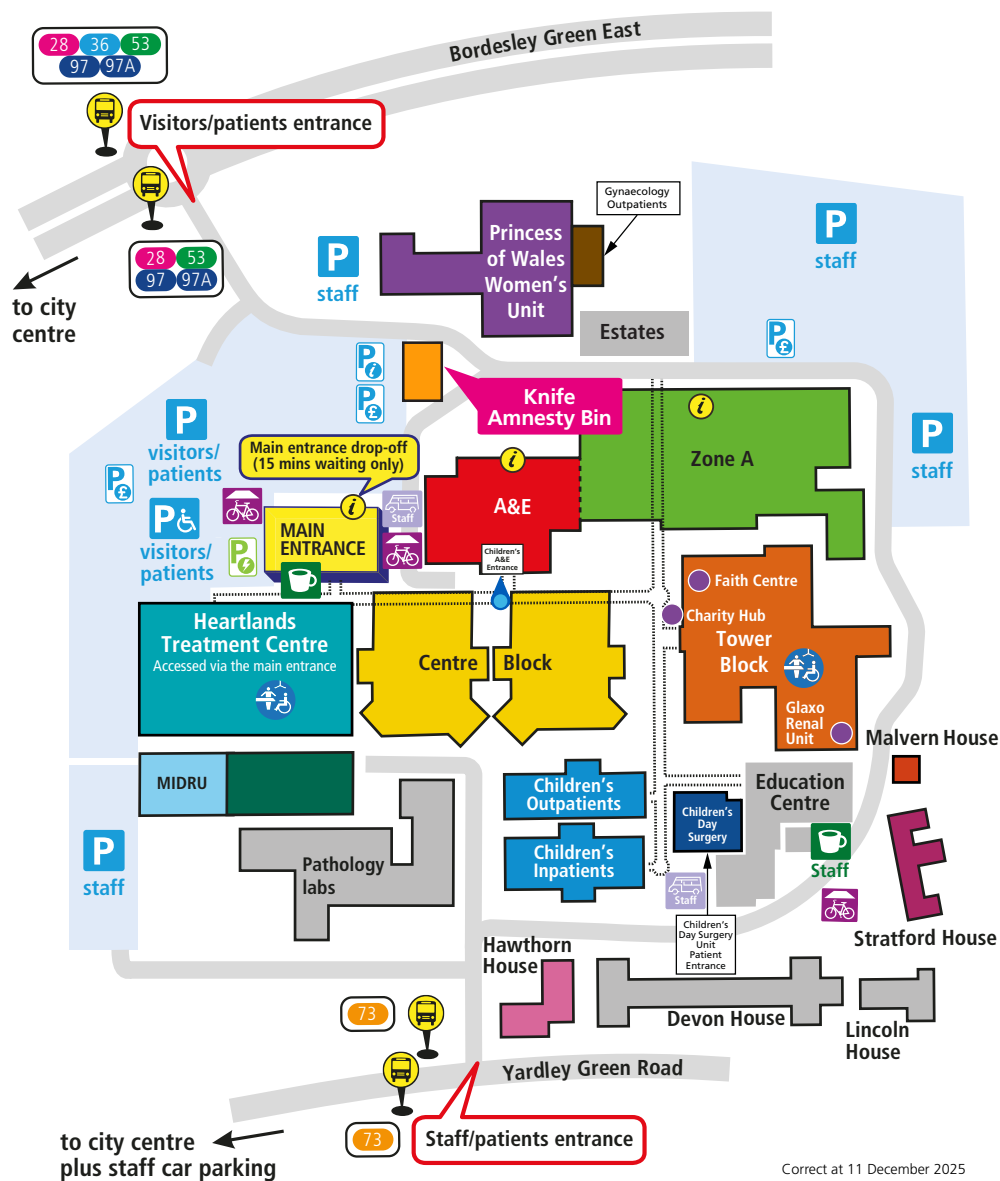 28 36 53
97 97A
Bordesley Green East
Visitors/patients entrance
28 53
97 97A
to city
centre
P
staff
Gynaecology
Outpatients
Princess
of Wales
Women's
Unit
Estates
P
staff
P£
Pi
P£
Knife
Amnesty Bin
P
visitors/
patients
P£
Main entrance drop-off
(15 mins waiting only)
i
i
i
Zone A
P
staff
A&E
P
visitors/
patients
P
MAIN
ENTRANCE
Staff
Children's
A&E
Entrance
Faith Centre
Charity Hub
Tower
Block
Glaxo
Renal
Unit
Heartlands
Treatment Centre
Accessed via the main entrance
Centre Block
Malvern House
MIDRU
Children's
Outpatients
Education
Centre
Children's
Day
Surgery
P
staff
Pathology
labs
Children's
Inpatients
Staff
Staff
Children's
Day Surgery
Unit
Patient
Entrance
Stratford House
Hawthorn
House
Devon House
Lincoln
House
73
Yardley Green Road
73
Staff/patients entrance
to city centre
plus staff car parking
Correct at 11 December 2025